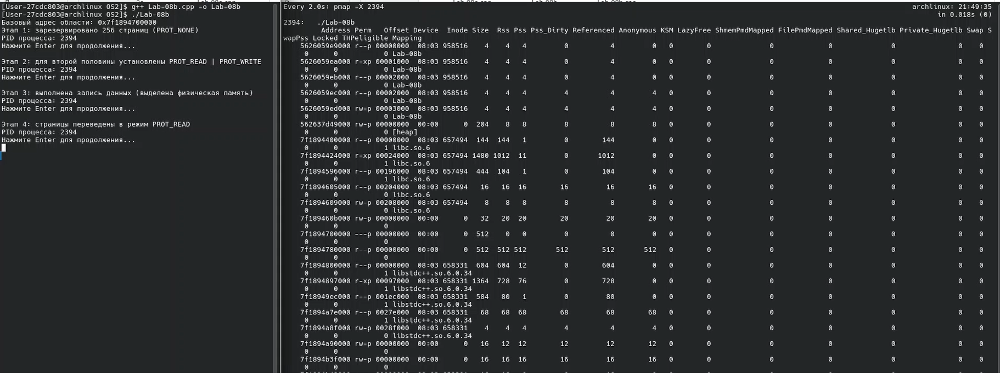 [User-27cdc803@archlinux OS2]$ g++ Lab-08b.cpp -o Lab-08b
[User-27cdc803@archlinux OS2]$ ./Lab-08b
Базовый адрес области: 0x7f1894700000
Этап 1: зарезервировано 256 страниц (PROT_NONE)
PID процесса: 2394
Нажмите Enter для продолжения...
Этап 2: для второй половины установлены PROT_READ | PROT_WRITE
PID процесса: 2394
Нажмите Enter для продолжения...
Этап 3: выполнена запись данных (выделена физическая память)
PID процесса: 2394
Нажмите Enter для продолжения...
Этап 4: страницы переведены в режим PROT_READ
PID процесса: 2394
Нажмите Enter для продолжения...
Every 2.0s: pmap -X 2394 archlinux: 21:49:35
in 0.018s (0)
2394: ./Lab-08b
Address Perm Offset Device Inode Size Rss Pss Pss_Dirty Referenced Anonymous KSM LazyFree ShmemPmdMapped FilePmdMapped Shared_Hugetlb Private_Hugetlb Swap S
wapPss Locked THPeligible Mapping
5626059e9000 r--p 00000000 08:03 958516 4 4 4 0 4 0 0 0 0 0 0 0 0
0 0 0 Lab-08b
5626059ea000 r-xp 00001000 08:03 958516 4 4 4 0 4 0 0 0 0 0 0 0 0
0 0 0 Lab-08b
5626059eb000 r--p 00002000 08:03 958516 4 4 4 0 4 0 0 0 0 0 0 0 0
0 0 0 Lab-08b
5626059ec000 r--p 00002000 08:03 958516 4 4 4 4 4 4 0 0 0 0 0 0 0
0 0 0 Lab-08b
5626059ed000 rw-p 00003000 08:03 958516 4 4 4 4 4 4 0 0 0 0 0 0 0
0 0 0 Lab-08b
562637d49000 rw-p 00000000 00:00 0 204 8 8 8 8 8 0 0 0 0 0 0 0
0 0 0 [heap]
7f1894400000 r--p 00000000 08:03 657494 144 144 1 0 144 0 0 0 0 0 0 0 0
0 0 1 libc.so.6
7f1894424000 r-xp 00024000 08:03 657494 1480 1012 11 0 1012 0 0 0 0 0 0 0 0
0 0 1 libc.so.6
7f1894596000 r--p 00196000 08:03 657494 444 104 1 0 104 0 0 0 0 0 0 0 0
0 0 1 libc.so.6
7f1894605000 r--p 00204000 08:03 657494 16 16 16 16 16 16 0 0 0 0 0 0 0
0 0 0 libc.so.6
7f1894609000 rw-p 00208000 08:03 657494 8 8 8 8 8 8 0 0 0 0 0 0 0
0 0 0 libc.so.6
7f189460b000 rw-p 00000000 00:00 0 32 20 20 20 20 20 0 0 0 0 0 0 0
0 0 0
7f1894700000 ---p 00000000 00:00 0 512 0 0 0 0 0 0 0 0 0 0 0 0
0 0 0
7f1894780000 r--p 00000000 00:00 0 512 512 512 512 512 512 0 0 0 0 0 0 0
0 0 0
7f1894800000 r--p 00000000 08:03 658331 604 604 12 0 604 0 0 0 0 0 0 0 0
0 0 1 libstdc++.so.6.0.34
7f1894897000 r-xp 00097000 08:03 658331 1364 728 76 0 728 0 0 0 0 0 0 0 0
0 0 1 libstdc++.so.6.0.34
7f18949ec000 r--p 001ec000 08:03 658331 584 80 1 0 80 0 0 0 0 0 0 0 0
0 0 1 libstdc++.so.6.0.34
7f1894a7e000 r--p 0027e000 08:03 658331 68 68 68 68 68 68 0 0 0 0 0 0 0
0 0 1 libstdc++.so.6.0.34
7f1894a8f000 rw-p 0028f000 08:03 658331 4 4 4 4 4 4 0 0 0 0 0 0 0
0 0 0 libstdc++.so.6.0.34
7f1894a90000 rw-p 00000000 00:00 0 16 12 12 12 12 12 0 0 0 0 0 0 0
0 0 0
7f1894b3f000 rw-p 00000000 00:00 0 16 16 16 16 16 16 0 0 0 0 0 0 0
0 0 0